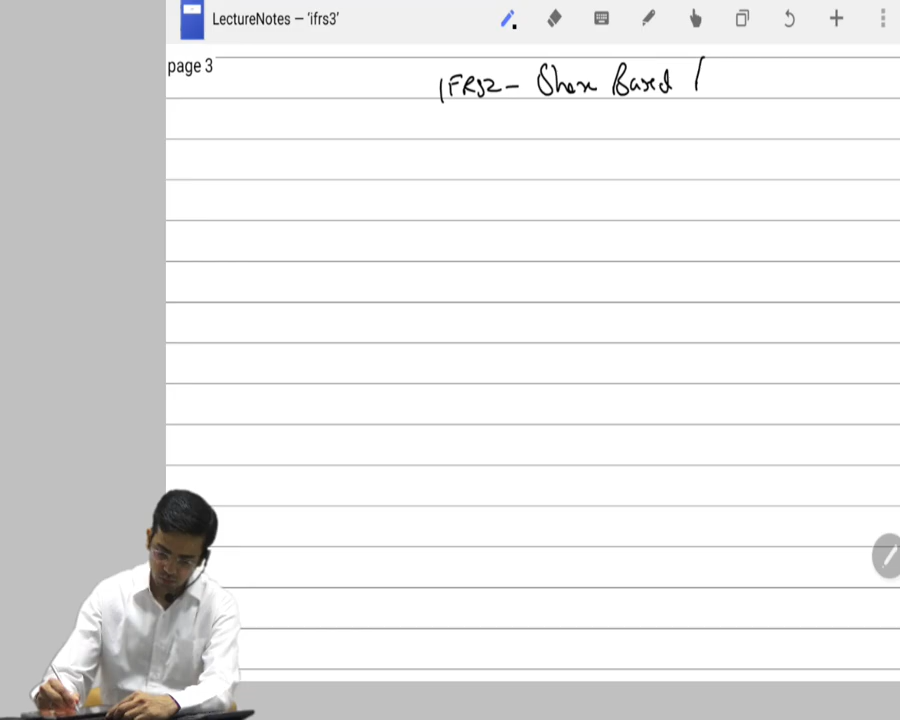 LectureNotes – 'ifrs3'
page 3
IFRS2 - Share Based